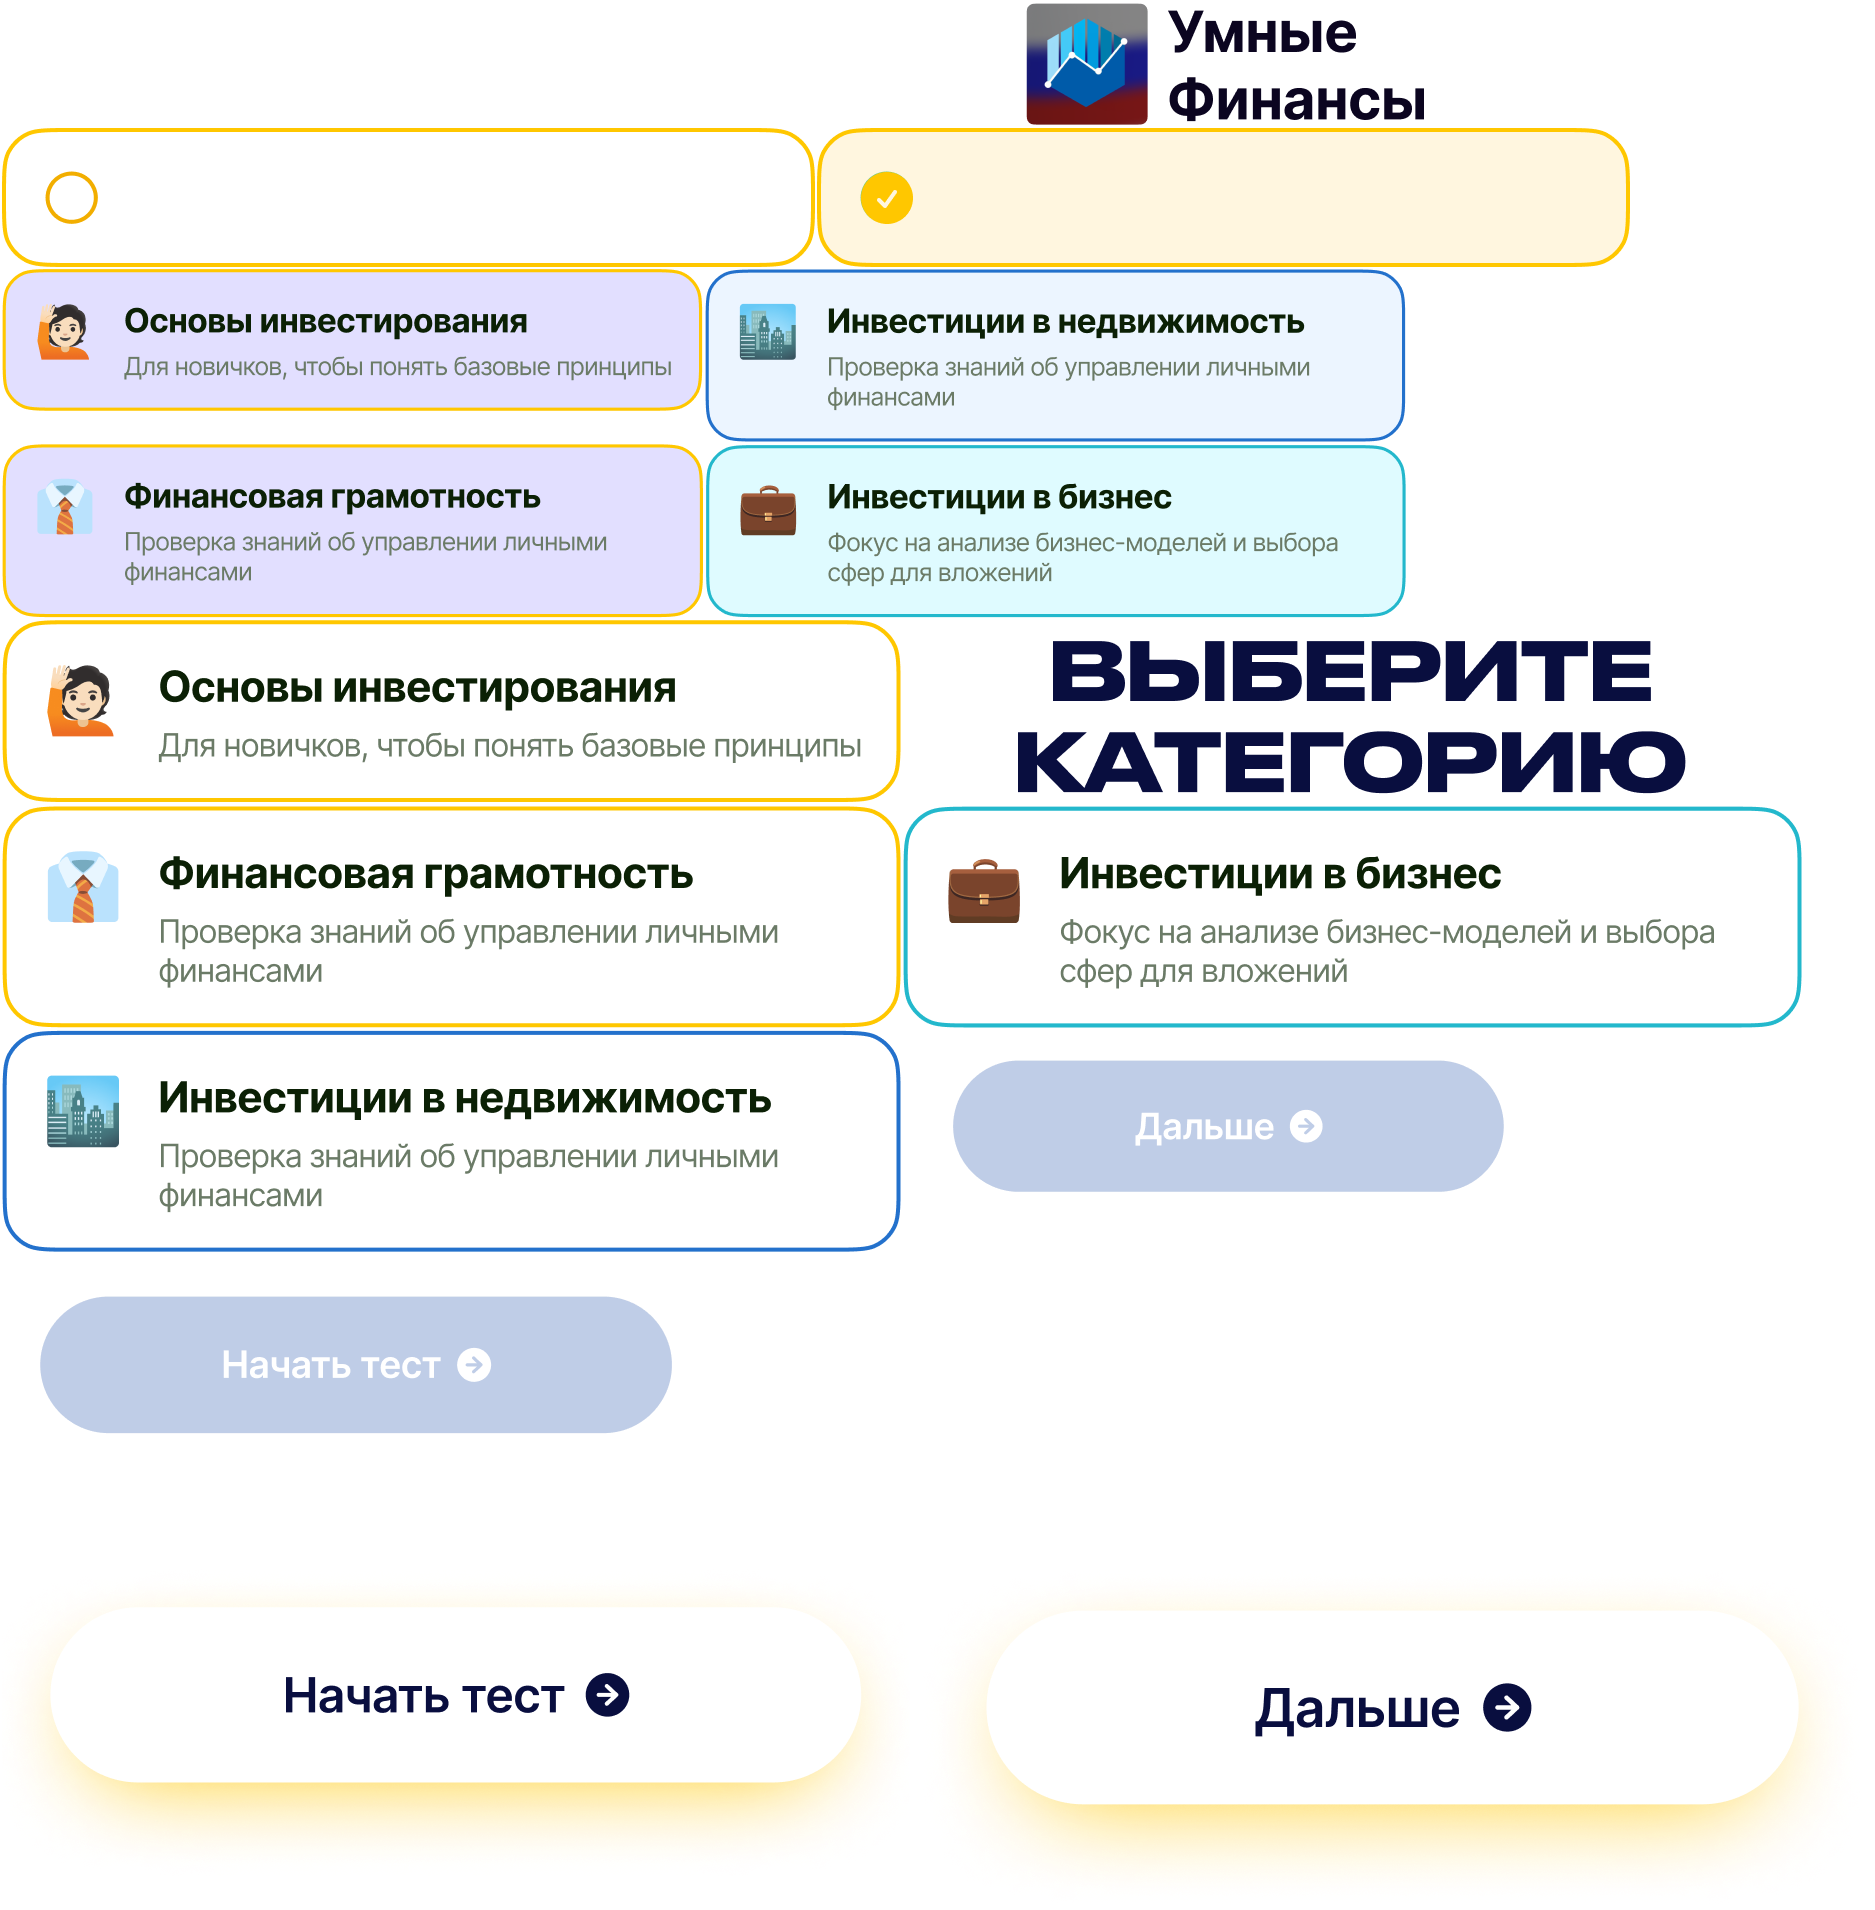 Умные
Финансы
Основы инвестирования
Для новичков, чтобы понять базовые принципы
Инвестиции в недвижимость
Проверка знаний об управлении личными
финансами
Финансовая грамотность
Проверка знаний об управлении личными
финансами
Инвестиции в бизнес
Фокус на анализе бизнес-моделей и выбора
сфер для вложений
Основы инвестирования
Для новичков, чтобы понять базовые принципы
ВЫБЕРИТЕ
КАТЕГОРИЮ
Финансовая грамотность
Проверка знаний об управлении личными
финансами
Инвестиции в бизнес
Фокус на анализе бизнес-моделей и выбора
сфер для вложений
Инвестиции в недвижимость
Проверка знаний об управлении личными
финансами
Дальше
Начать тест
Начать тест
Дальше